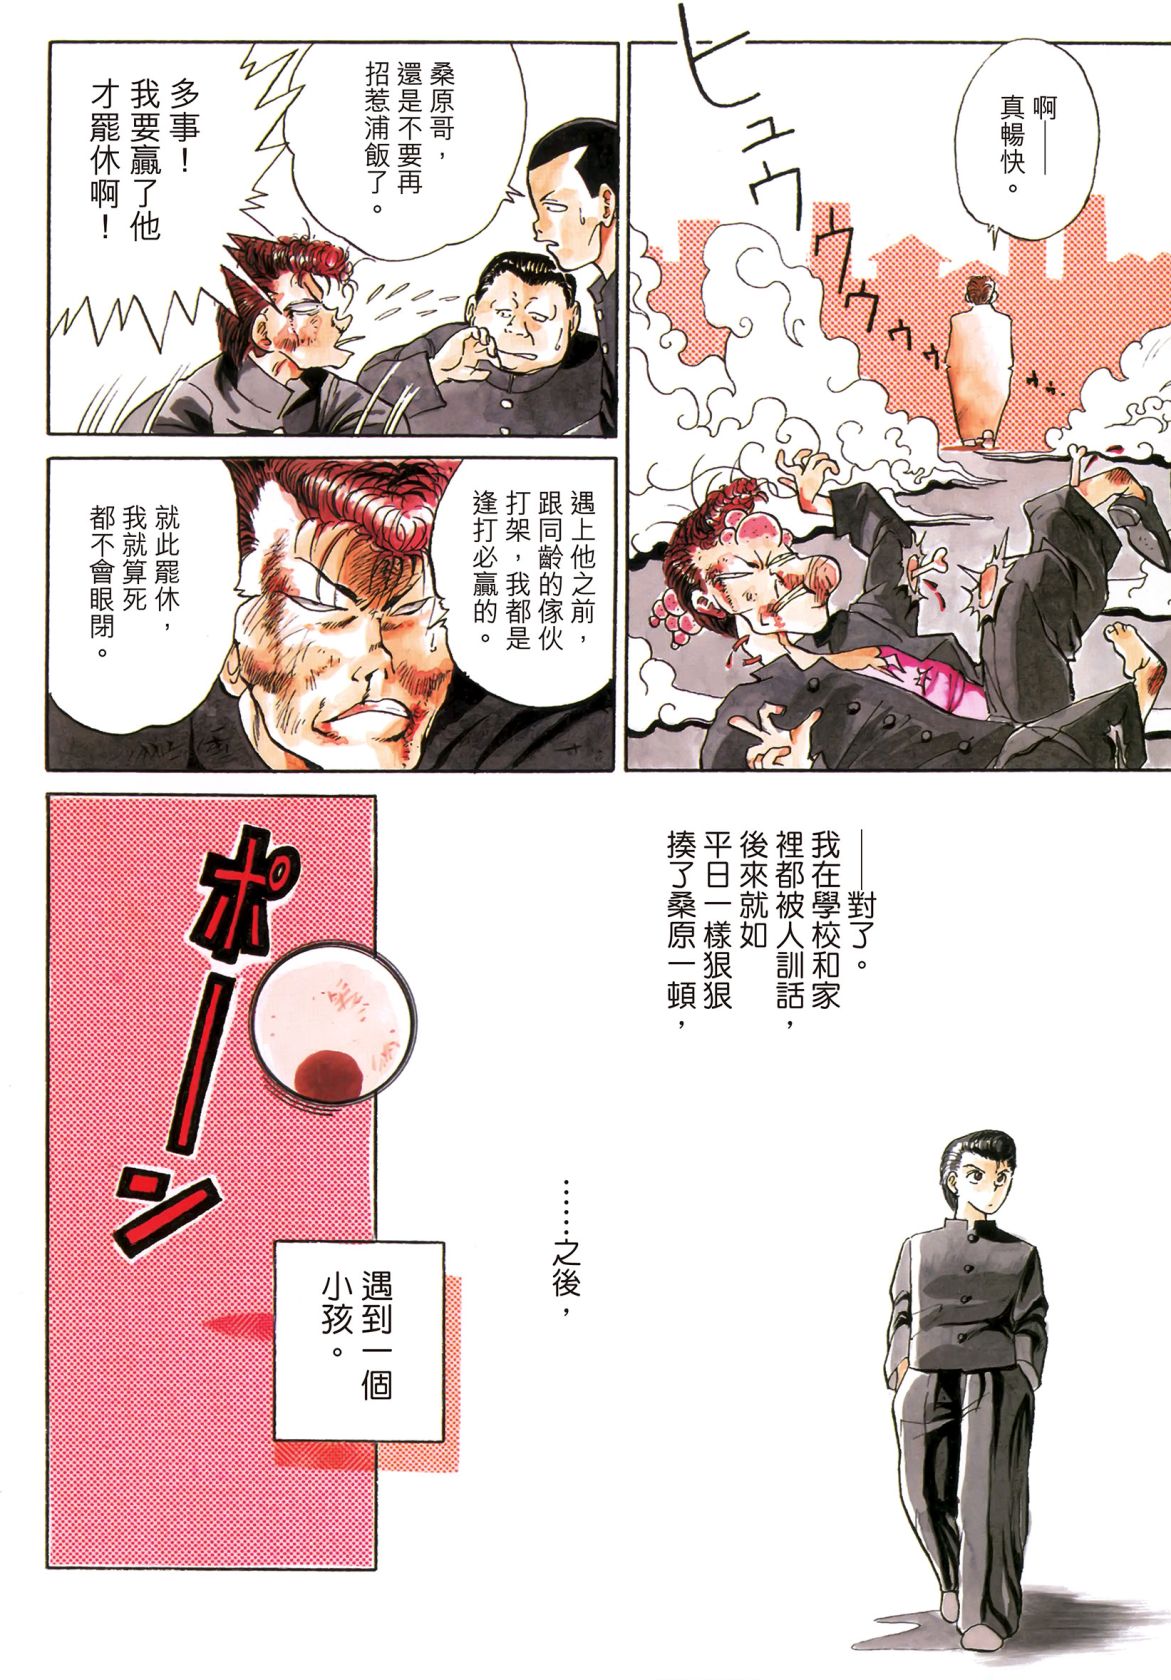 啊——
真暢快。
ヒュウゥゥゥゥ…
桑原哥，
還是不要再
招惹浦飯了。
多事！
我要贏了他
才罷休啊！
遇上他之前，
跟同齡的傢伙
打架，我都是
逢打必贏的。
就此罷休，
我就算死
都不會眼閉。
——對了。
我在學校和家
裡都被人訓話，
後來就如
平日一樣狠狠
揍了桑原一頓，
……之後，
遇到一個
小孩。
ポーン